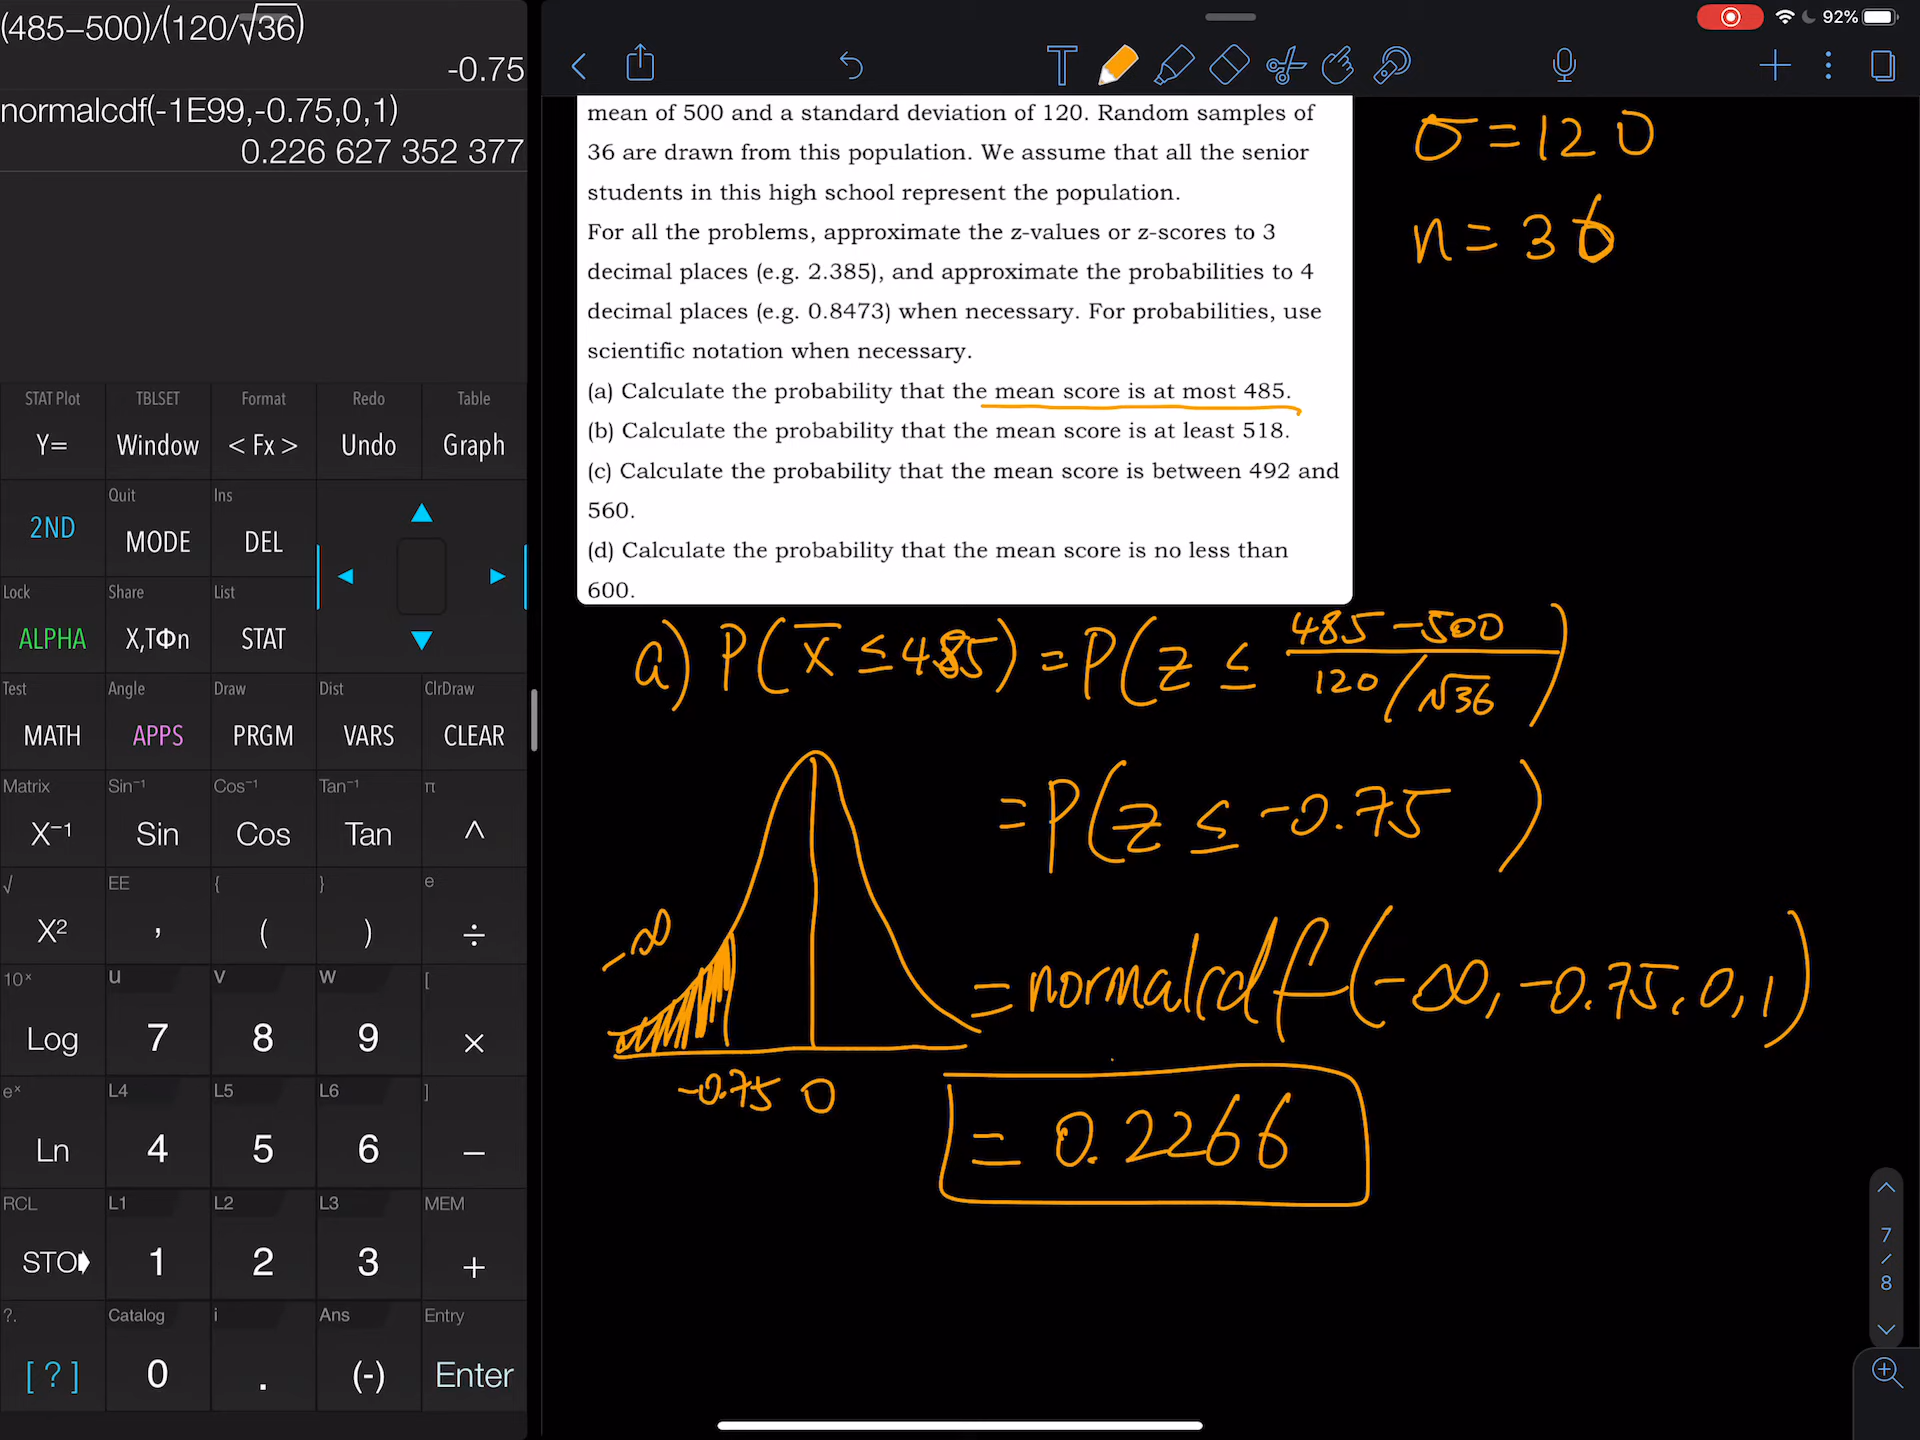 (485−500)/(120/√36)
-0.75
normalcdf(-1E99,-0.75,0,1)
0.226 627 352 377
STAT Plot TBLSET Format Redo Table
Y= Window < Fx > Undo Graph
Quit Ins
2ND MODE DEL
Lock Share List
ALPHA X,TΦn STAT
Test Angle Draw Dist ClrDraw
MATH APPS PRGM VARS CLEAR
Matrix Sin⁻¹ Cos⁻¹ Tan⁻¹ π
X⁻¹ Sin Cos Tan ^
√ EE { } e
X² , ( ) ÷
10ˣ u v w [
Log 7 8 9 ×
eˣ L4 L5 L6 ]
Ln 4 5 6 −
RCL L1 L2 L3 MEM
STO 1 2 3 +
?. Catalog i Ans Entry
[ ? ] 0 . (-) Enter
92%
T
mean of 500 and a standard deviation of 120. Random samples of
36 are drawn from this population. We assume that all the senior
students in this high school represent the population.
For all the problems, approximate the z-values or z-scores to 3
decimal places (e.g. 2.385), and approximate the probabilities to 4
decimal places (e.g. 0.8473) when necessary. For probabilities, use
scientific notation when necessary.
(a) Calculate the probability that the mean score is at most 485.
(b) Calculate the probability that the mean score is at least 518.
(c) Calculate the probability that the mean score is between 492 and
560.
(d) Calculate the probability that the mean score is no less than
600.
σ = 120
n = 36
a) P(x̄ ≤ 485) = P(z ≤ (485 − 500)/(120/√36))
= P(z ≤ -0.75)
-∞
= normalcdf(-∞, -0.75, 0, 1)
-0.75 0
= 0.2266
7
/
8